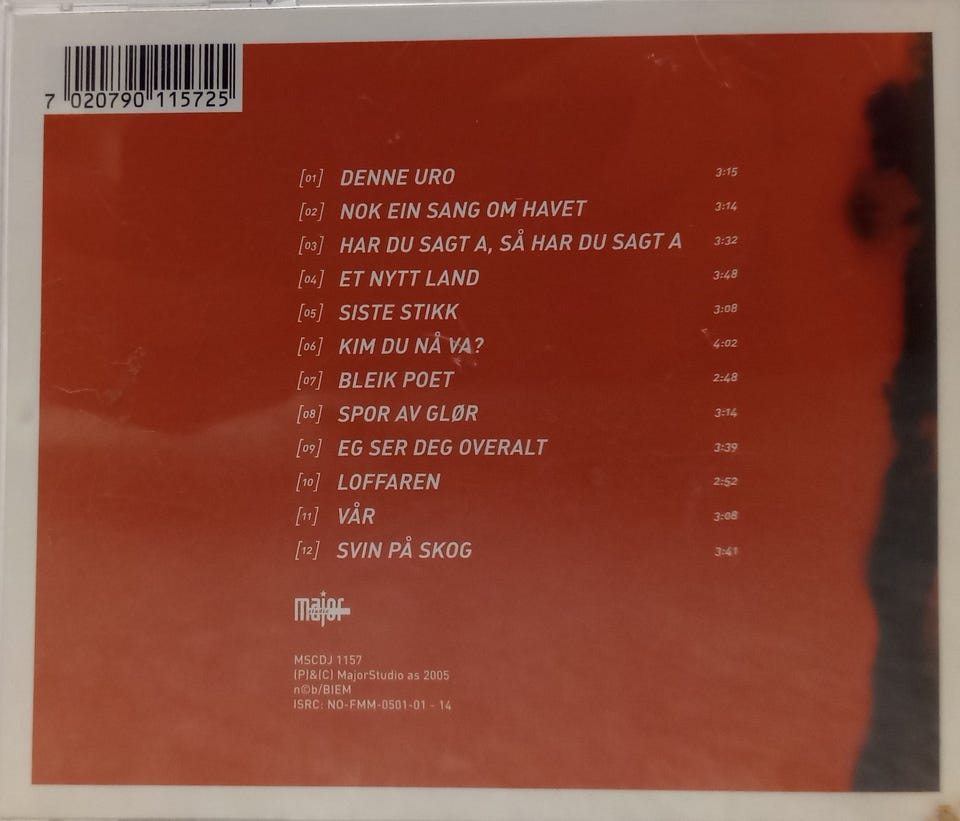 7 020790 115725
[01] DENNE URO 3:15
[02] NOK EIN SANG OM HAVET 3:14
[03] HAR DU SAGT A, SÅ HAR DU SAGT A 3:32
[04] ET NYTT LAND 3:48
[05] SISTE STIKK 3:08
[06] KIM DU NÅ VA? 4:02
[07] BLEIK POET 2:48
[08] SPOR AV GLØR 3:14
[09] EG SER DEG OVERALT 3:39
[10] LOFFAREN 2:52
[11] VÅR 3:08
[12] SVIN PÅ SKOG 3:41
major
studio
MSCDJ 1157
(P)&(C) MajorStudio as 2005
n©b/BIEM
ISRC: NO-FMM-0501-01 - 14